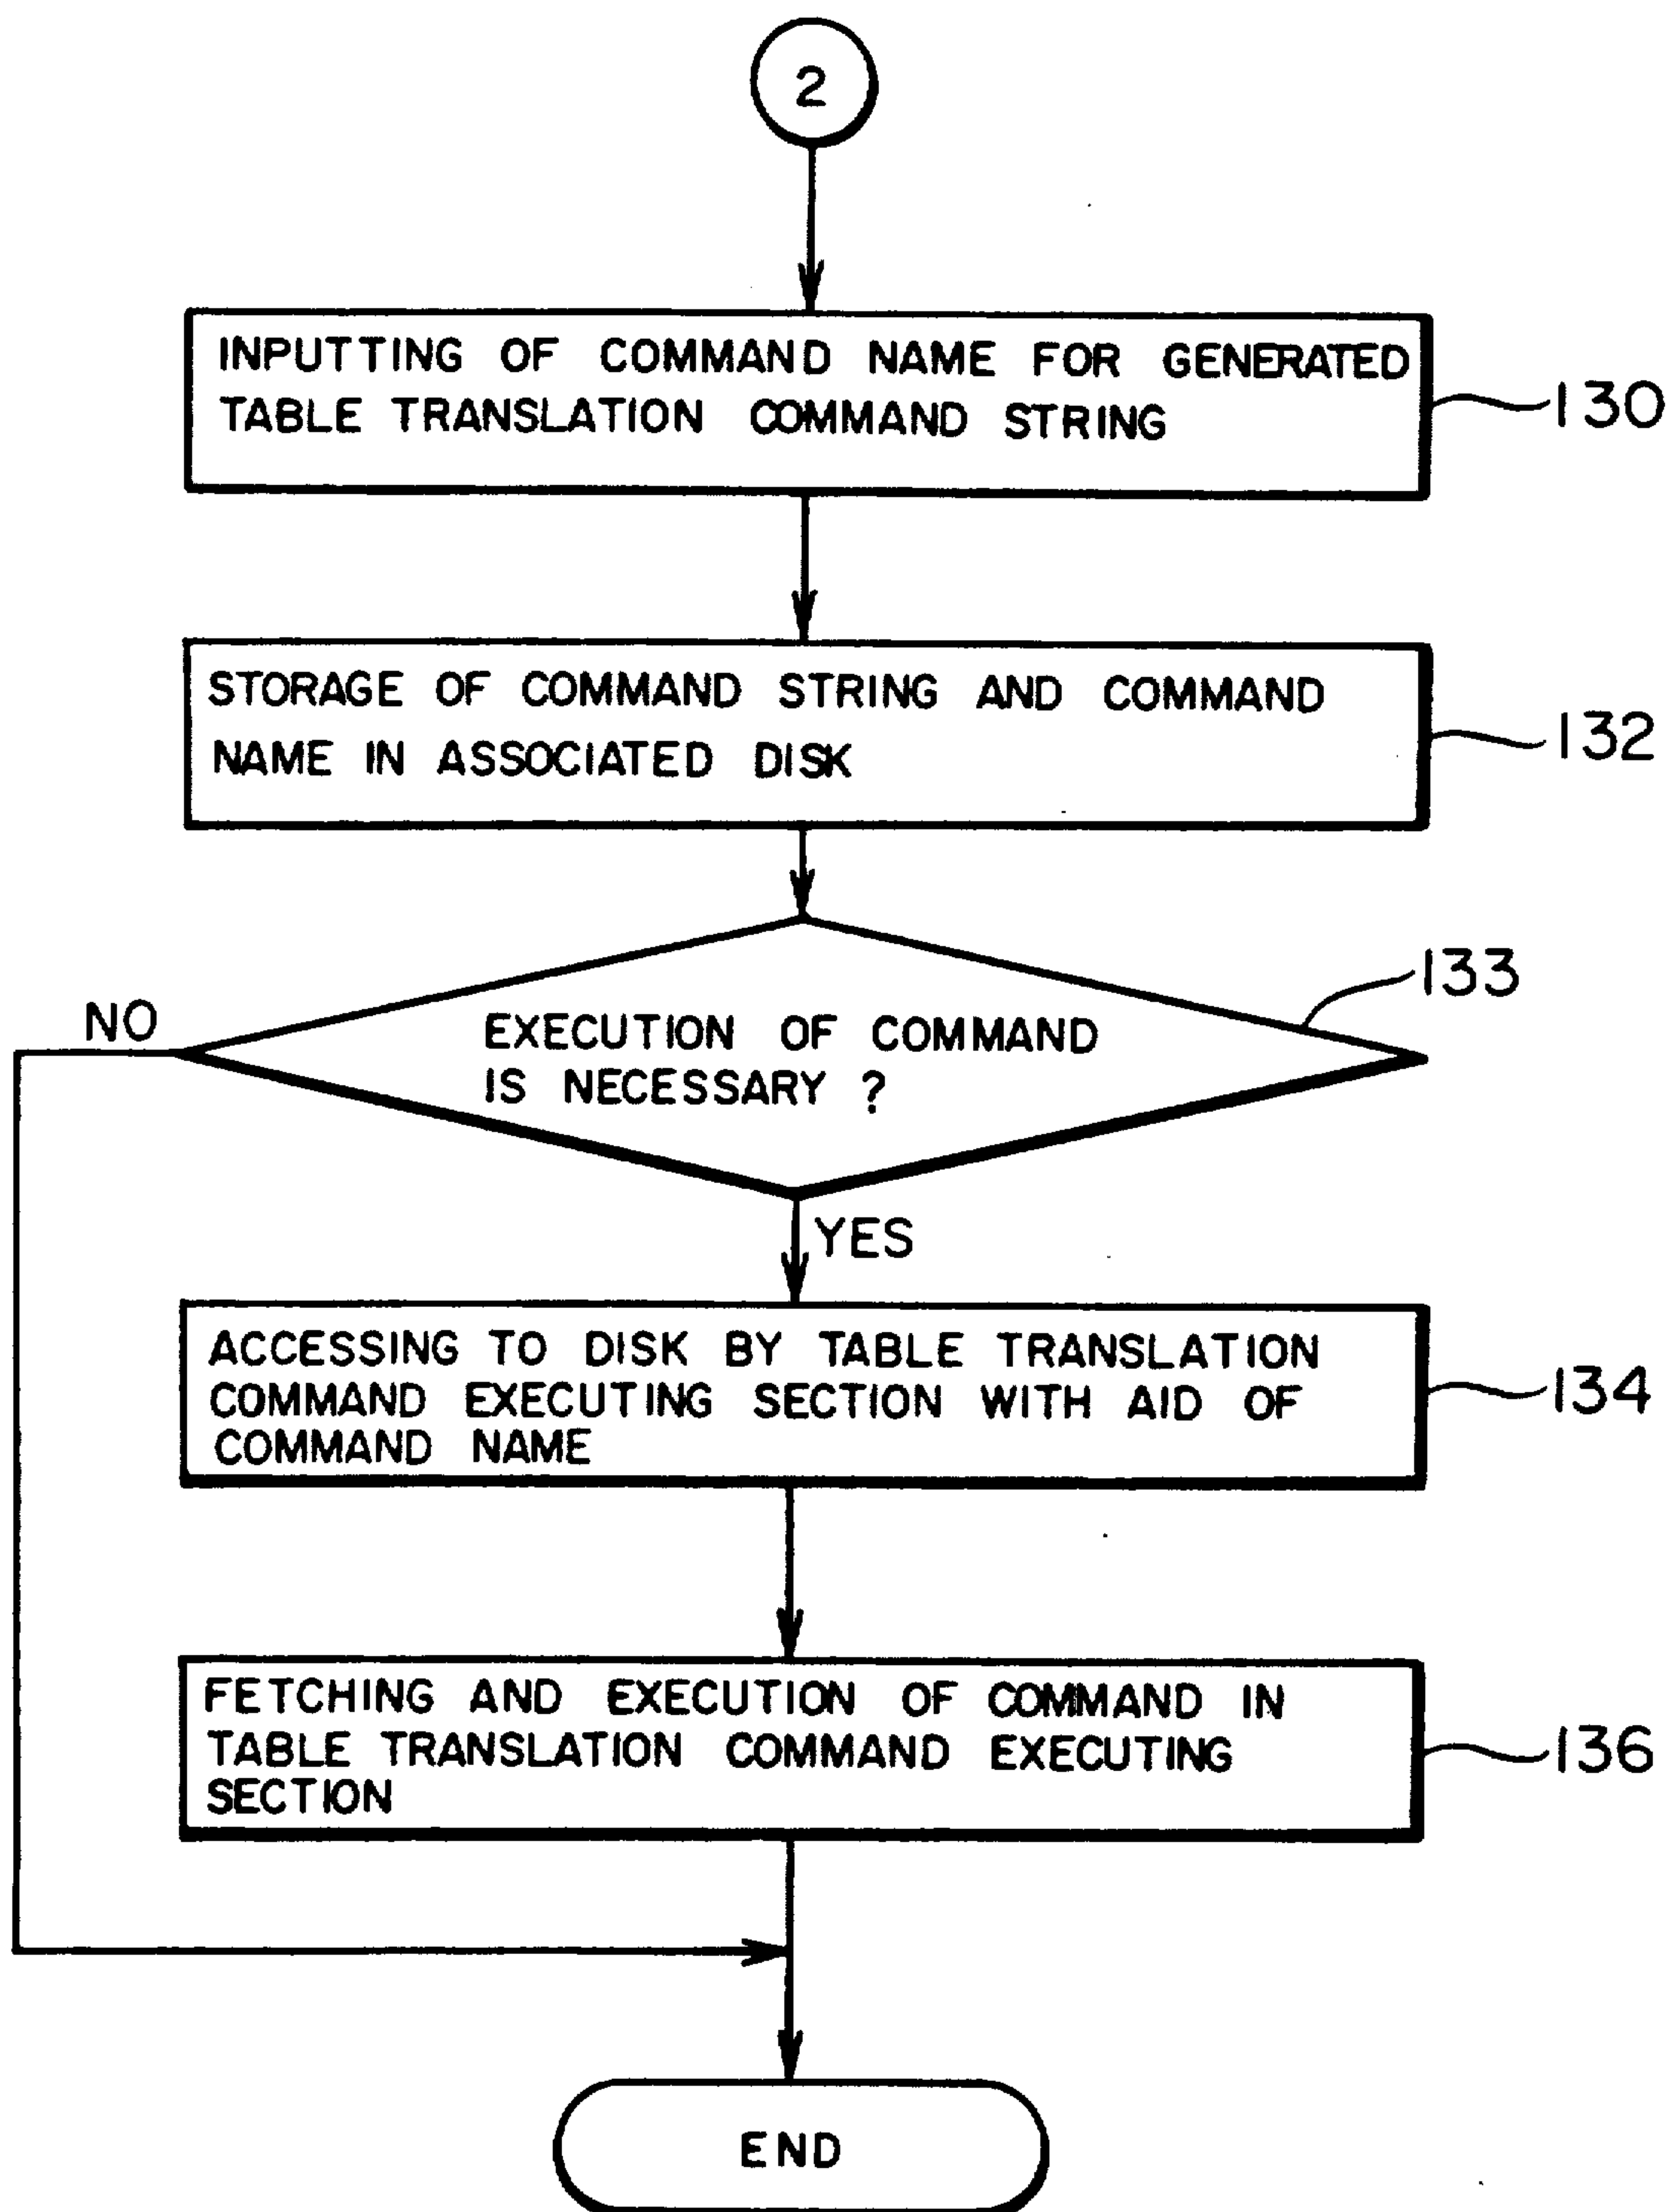 2
INPUTTING OF COMMAND NAME FOR GENERATED
TABLE TRANSLATION COMMAND STRING
130
STORAGE OF COMMAND STRING AND COMMAND
NAME IN ASSOCIATED DISK
132
133
NO
EXECUTION OF COMMAND
IS NECESSARY ?
YES
ACCESSING TO DISK BY TABLE TRANSLATION
COMMAND EXECUTING SECTION WITH AID OF
COMMAND NAME
134
FETCHING AND EXECUTION OF COMMAND IN
TABLE TRANSLATION COMMAND EXECUTING
SECTION
136
END